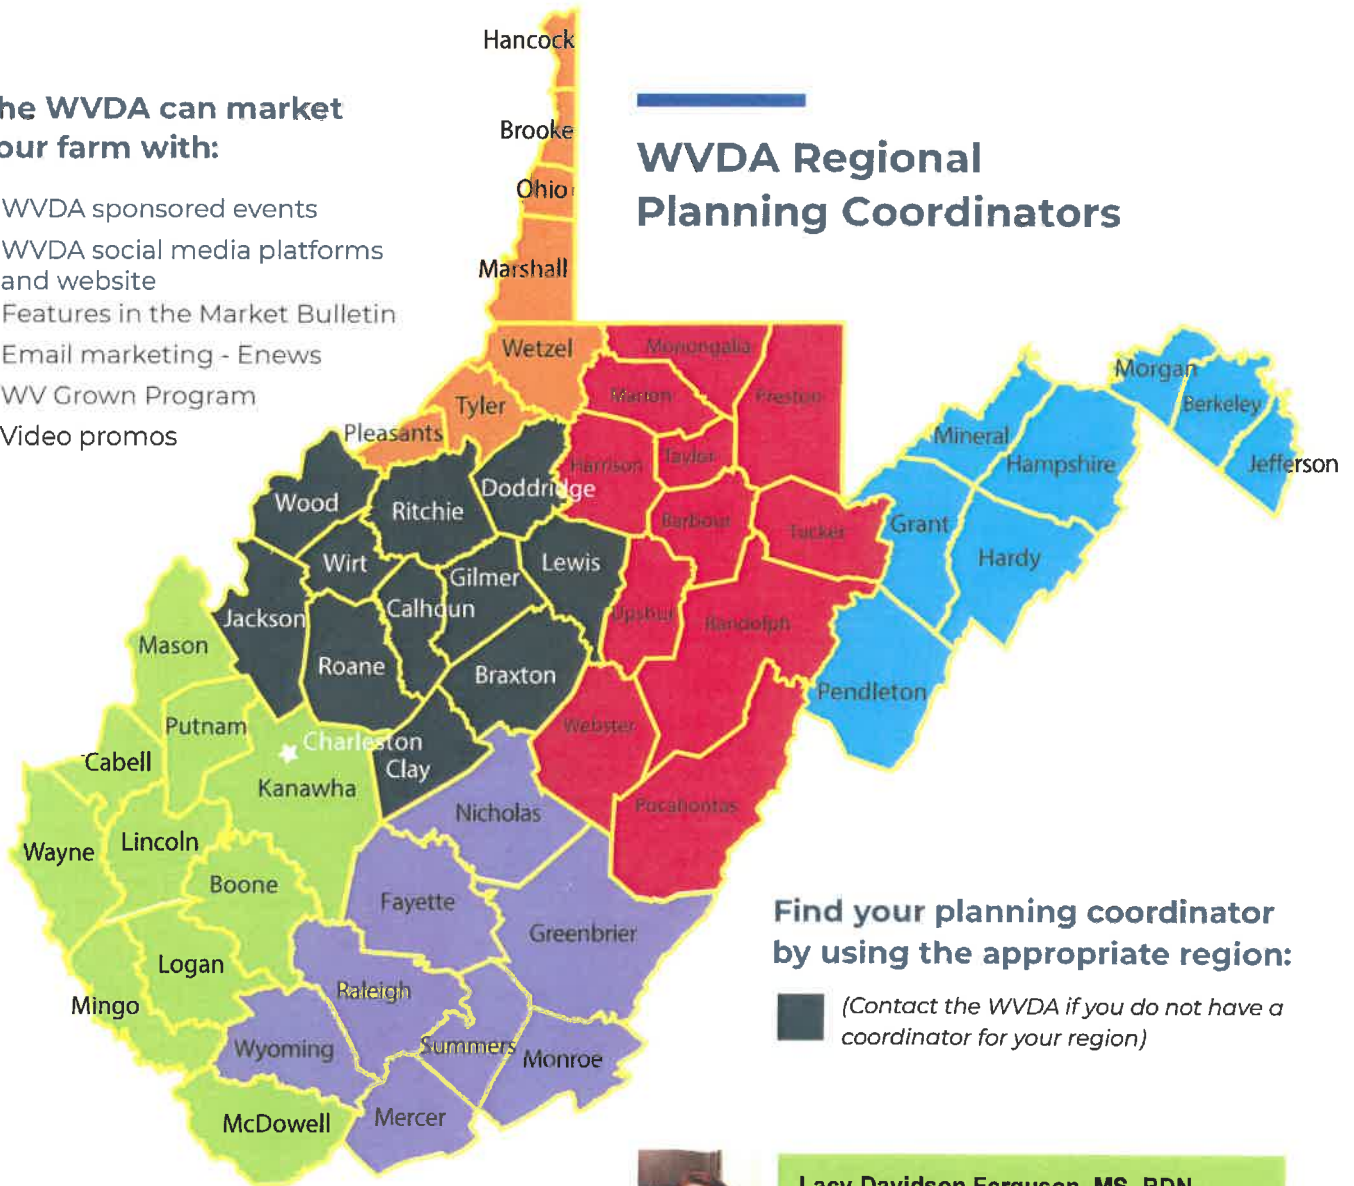 he WVDA can market
our farm with:
WVDA sponsored events
WVDA social media platforms
and website
Features in the Market Bulletin
Email marketing - Enews
WV Grown Program
Video promos
WVDA Regional
Planning Coordinators
Hancock
Brooke
Ohio
Marshall
Wetzel
Tyler
Pleasants
Monongalia
Marion
Preston
Harrison
Taylor
Barbour
Tucker
Upshur
Randolph
Webster
Pocahontas
Morgan
Berkeley
Jefferson
Mineral
Hampshire
Grant
Hardy
Pendleton
Wood
Ritchie
Doddridge
Wirt
Gilmer
Lewis
Jackson
Calhoun
Roane
Braxton
Clay
Mason
Putnam
Charleston
Cabell
Kanawha
Wayne
Lincoln
Boone
Logan
Mingo
McDowell
Nicholas
Fayette
Greenbrier
Raleigh
Wyoming
Summers
Monroe
Mercer
Find your planning coordinator
by using the appropriate region:
(Contact the WVDA if you do not have a
coordinator for your region)
Lacy Davidson Ferguson, MS, RDN